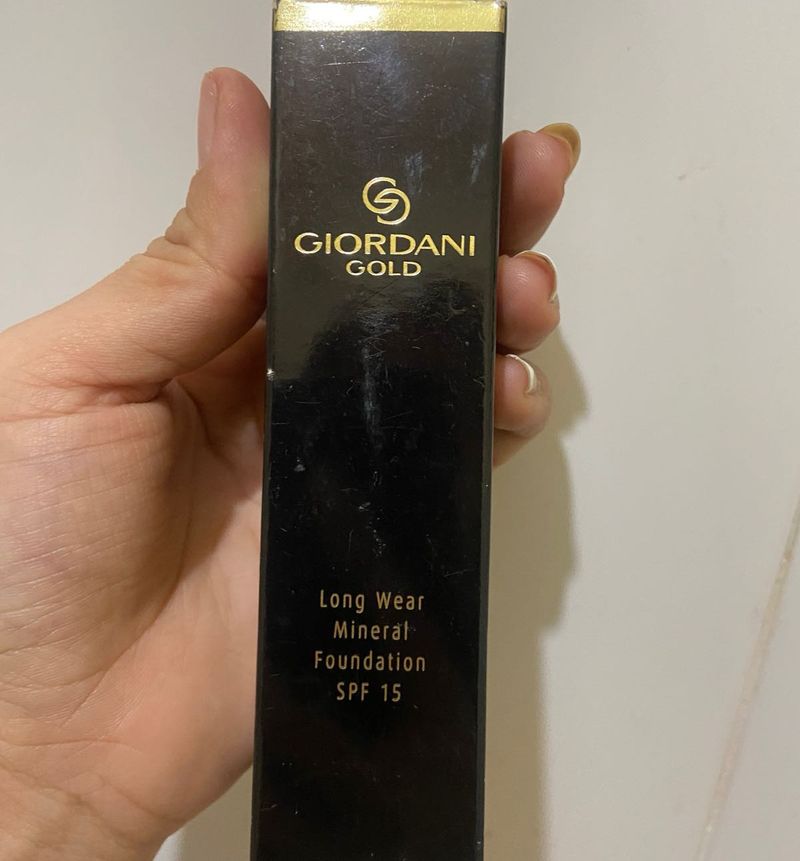 GIORDANI
GOLD
Long Wear
Mineral
Foundation
SPF 15